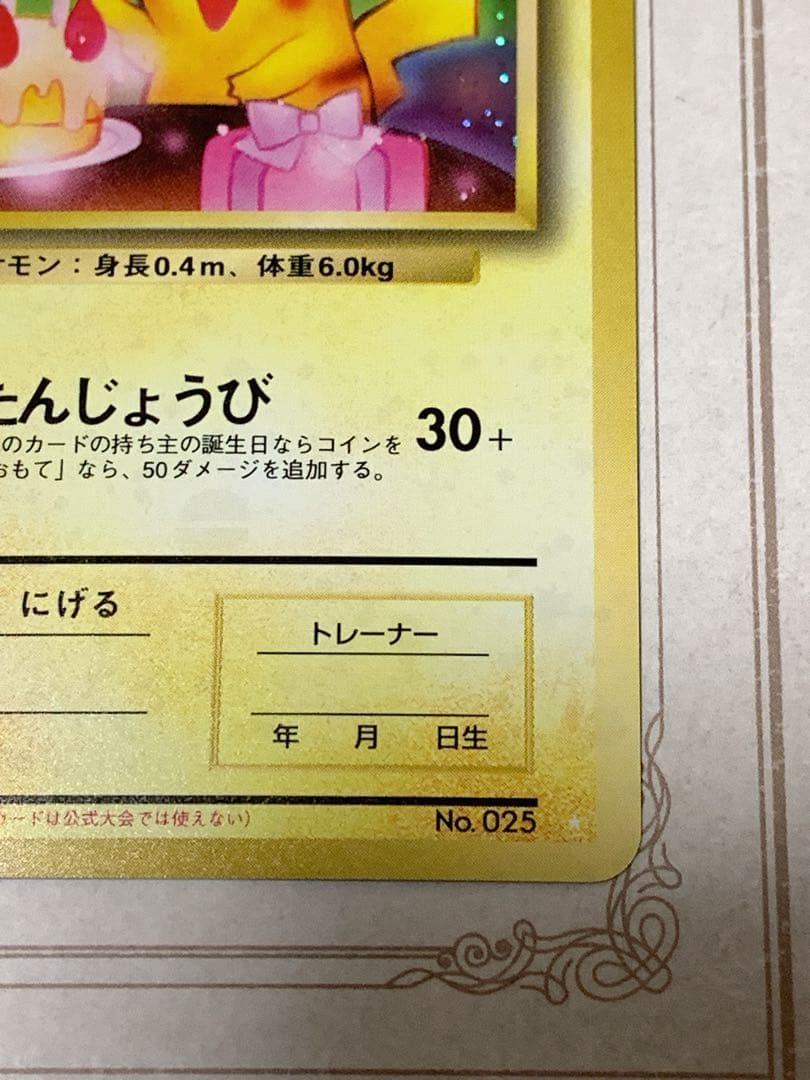 ケモン：身長0.4m、体重6.0kg
たんじょうび 30+
のカードの持ち主の誕生日ならコインを
おもて」なら、50ダメージを追加する。
にげる
トレーナー
年 月 日生
カードは公式大会では使えない）
No. 025